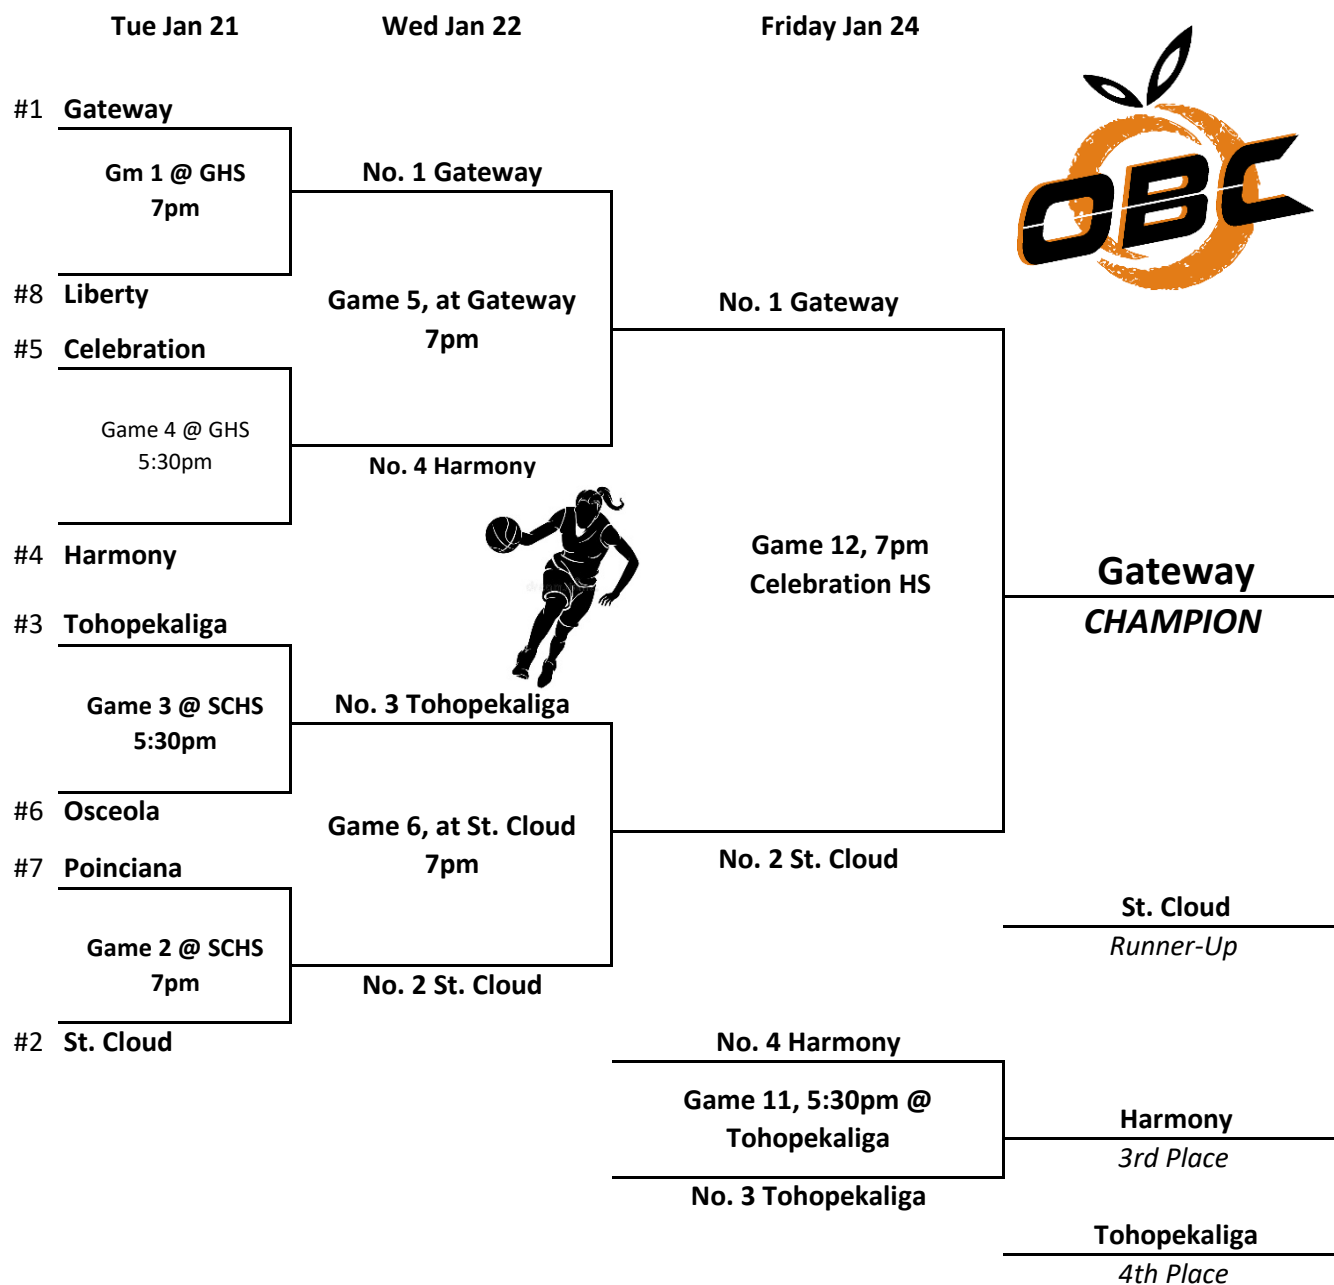 Tue Jan 21 Wed Jan 22 Friday Jan 24
OBC
#1 Gateway
Gm 1 @ GHS
7pm
#8 Liberty
#5 Celebration
Game 4 @ GHS
5:30pm
#4 Harmony
#3 Tohopekaliga
Game 3 @ SCHS
5:30pm
#6 Osceola
#7 Poinciana
Game 2 @ SCHS
7pm
#2 St. Cloud
No. 1 Gateway
Game 5, at Gateway
7pm
No. 4 Harmony
No. 3 Tohopekaliga
Game 6, at St. Cloud
7pm
No. 2 St. Cloud
No. 1 Gateway
Game 12, 7pm
Celebration HS
No. 2 St. Cloud
Gateway
CHAMPION
St. Cloud
Runner-Up
No. 4 Harmony
Game 11, 5:30pm @
Tohopekaliga
No. 3 Tohopekaliga
Harmony
3rd Place
Tohopekaliga
4th Place